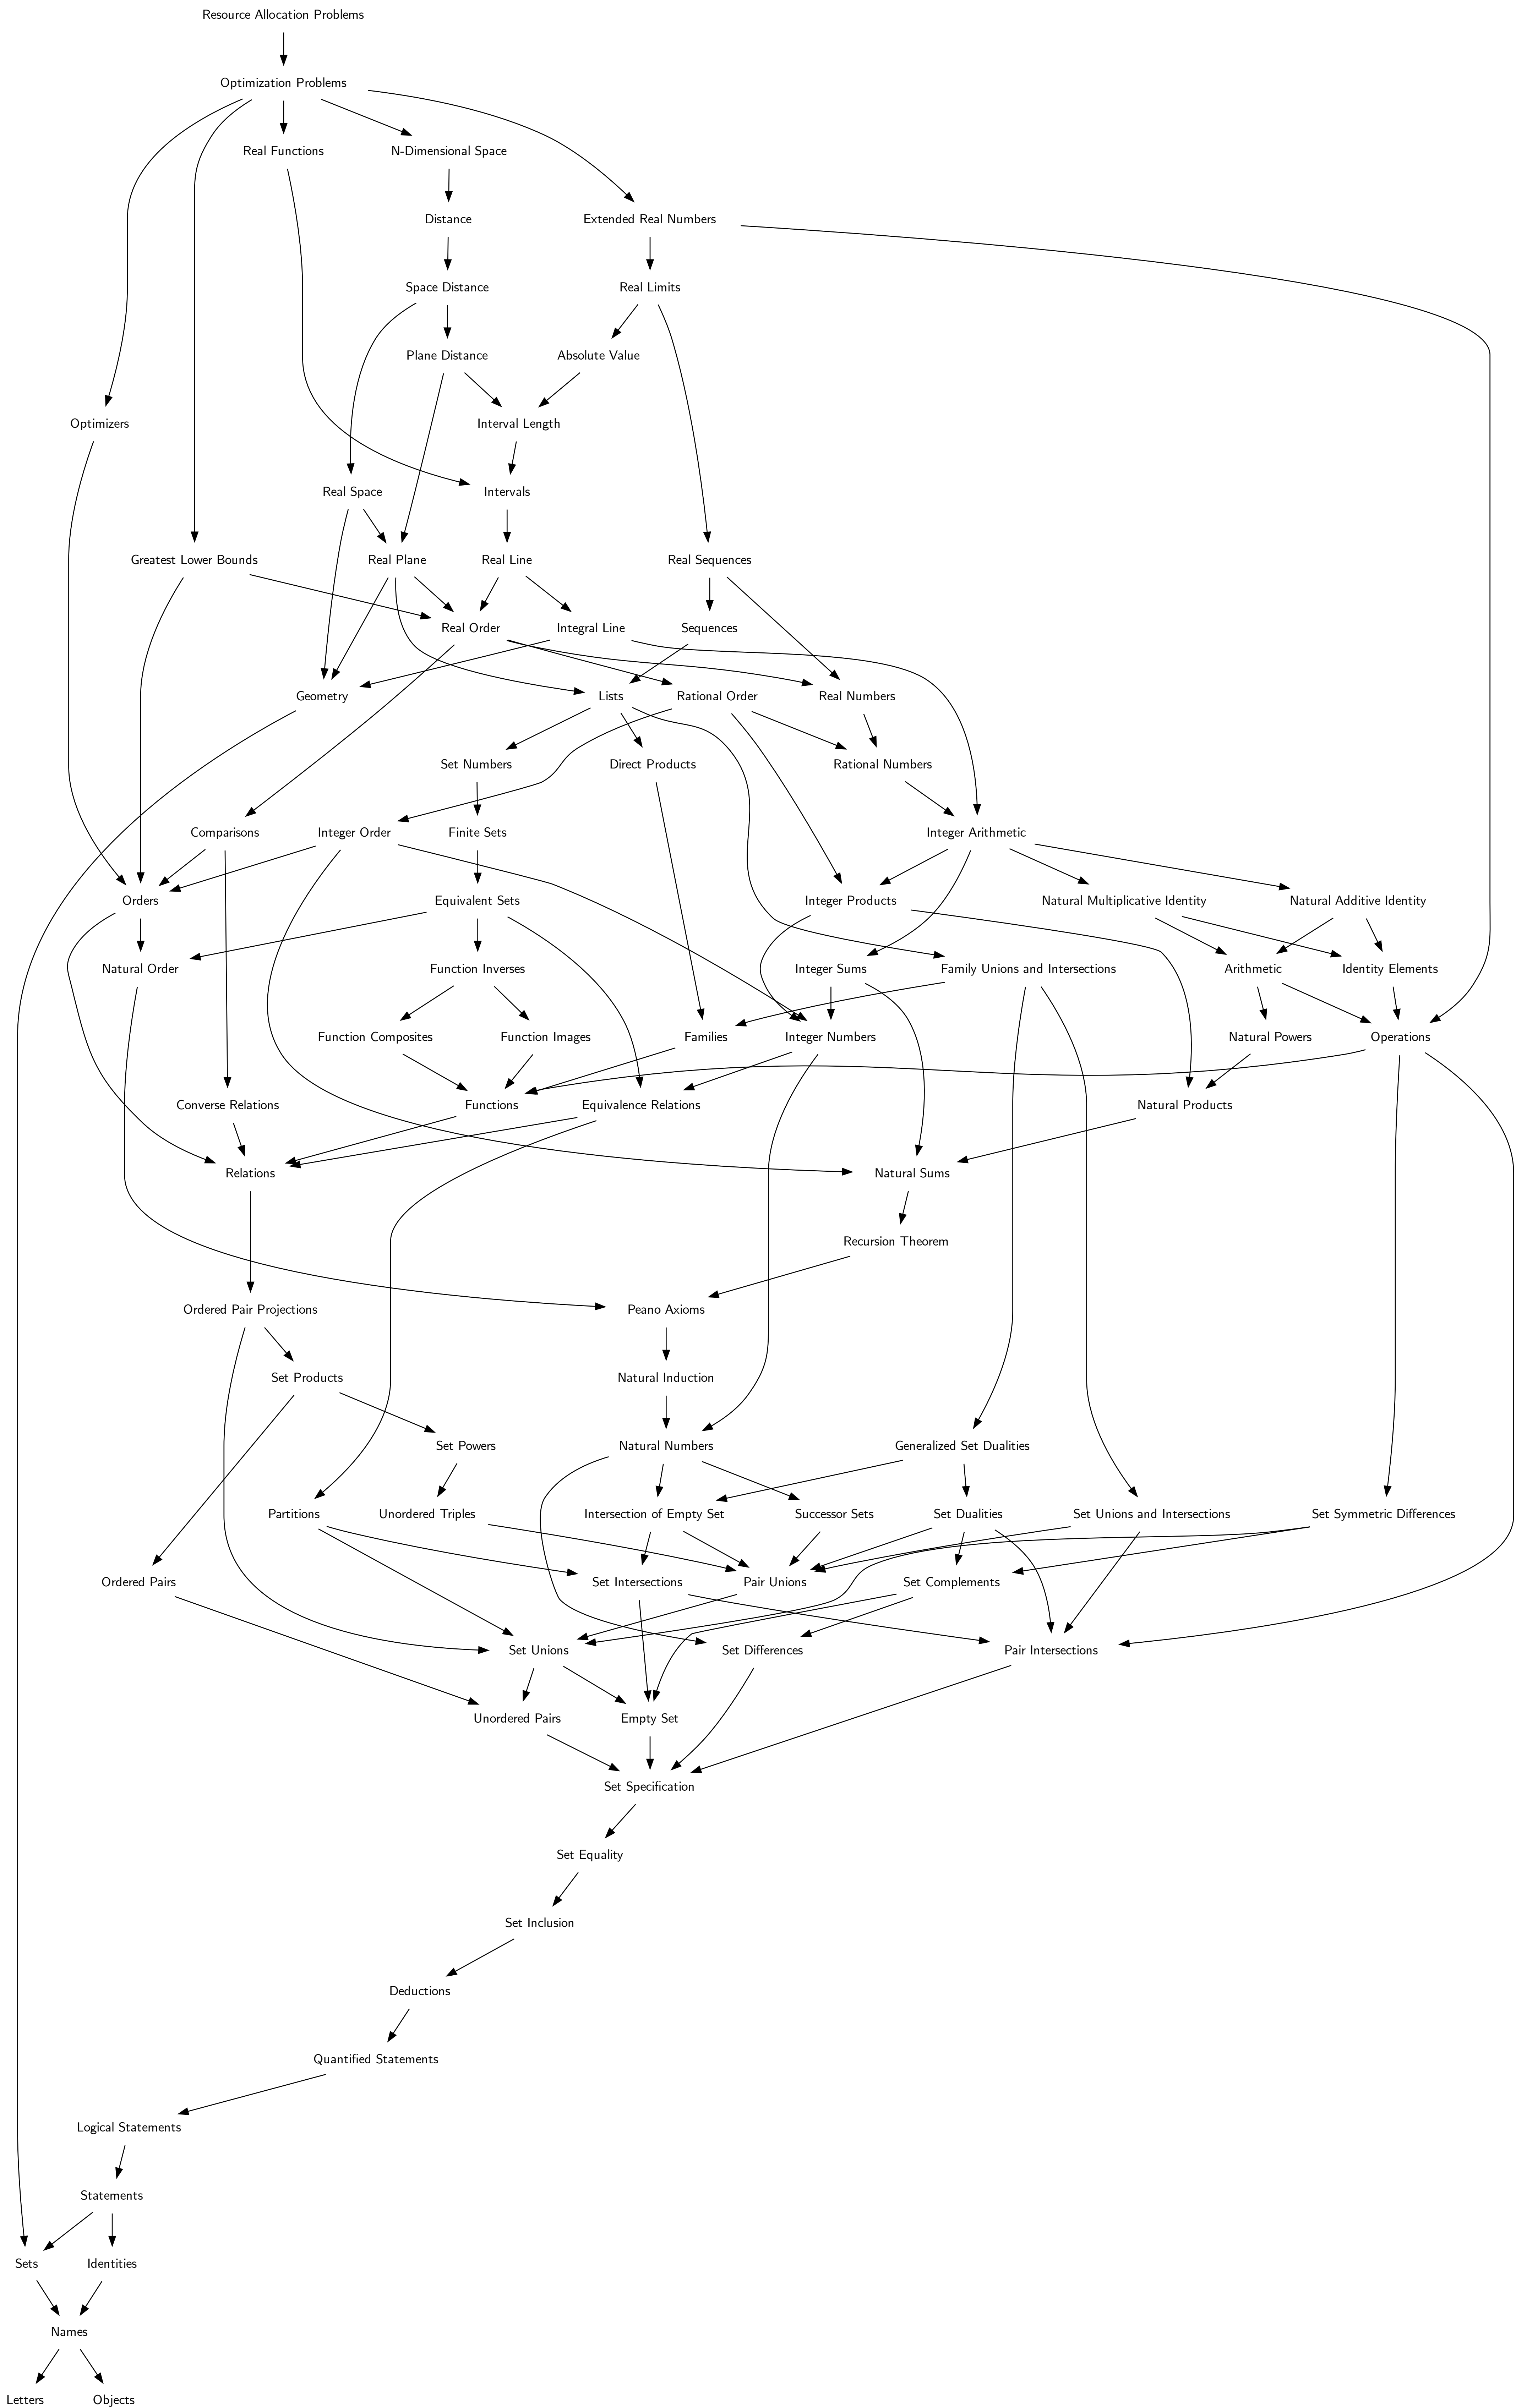 Resource Allocation Problems
Optimization Problems
Real Functions
N-Dimensional Space
Distance
Extended Real Numbers
Space Distance
Real Limits
Plane Distance
Absolute Value
Optimizers
Interval Length
Real Space
Intervals
Greatest Lower Bounds
Real Plane
Real Line
Real Sequences
Real Order
Integral Line
Sequences
Geometry
Lists
Rational Order
Real Numbers
Set Numbers
Direct Products
Rational Numbers
Comparisons
Integer Order
Finite Sets
Integer Arithmetic
Orders
Equivalent Sets
Integer Products
Natural Multiplicative Identity
Natural Additive Identity
Natural Order
Function Inverses
Integer Sums
Family Unions and Intersections
Arithmetic
Identity Elements
Function Composites
Function Images
Families
Integer Numbers
Natural Powers
Operations
Converse Relations
Functions
Equivalence Relations
Natural Products
Relations
Natural Sums
Recursion Theorem
Ordered Pair Projections
Peano Axioms
Set Products
Natural Induction
Set Powers
Natural Numbers
Generalized Set Dualities
Partitions
Unordered Triples
Intersection of Empty Set
Successor Sets
Set Dualities
Set Unions and Intersections
Set Symmetric Differences
Ordered Pairs
Set Intersections
Pair Unions
Set Complements
Set Unions
Set Differences
Pair Intersections
Unordered Pairs
Empty Set
Set Specification
Set Equality
Set Inclusion
Deductions
Quantified Statements
Logical Statements
Statements
Sets
Identities
Names
Letters
Objects